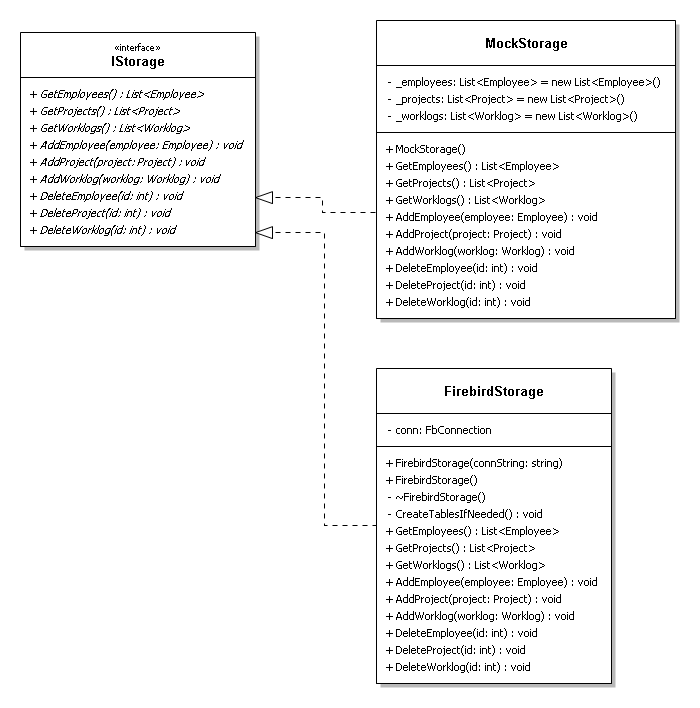 «interface»
IStorage
+ GetEmployees() : List<Employee>
+ GetProjects() : List<Project>
+ GetWorklogs() : List<Worklog>
+ AddEmployee(employee: Employee) : void
+ AddProject(project: Project) : void
+ AddWorklog(worklog: Worklog) : void
+ DeleteEmployee(id: int) : void
+ DeleteProject(id: int) : void
+ DeleteWorklog(id: int) : void
MockStorage
- _employees: List<Employee> = new List<Employee>()
- _projects: List<Project> = new List<Project>()
- _worklogs: List<Worklog> = new List<Worklog>()
+ MockStorage()
+ GetEmployees() : List<Employee>
+ GetProjects() : List<Project>
+ GetWorklogs() : List<Worklog>
+ AddEmployee(employee: Employee) : void
+ AddProject(project: Project) : void
+ AddWorklog(worklog: Worklog) : void
+ DeleteEmployee(id: int) : void
+ DeleteProject(id: int) : void
+ DeleteWorklog(id: int) : void
FirebirdStorage
- conn: FbConnection
+ FirebirdStorage(connString: string)
+ FirebirdStorage()
- ~FirebirdStorage()
- CreateTablesIfNeeded() : void
+ GetEmployees() : List<Employee>
+ GetProjects() : List<Project>
+ GetWorklogs() : List<Worklog>
+ AddEmployee(employee: Employee) : void
+ AddProject(project: Project) : void
+ AddWorklog(worklog: Worklog) : void
+ DeleteEmployee(id: int) : void
+ DeleteProject(id: int) : void
+ DeleteWorklog(id: int) : void